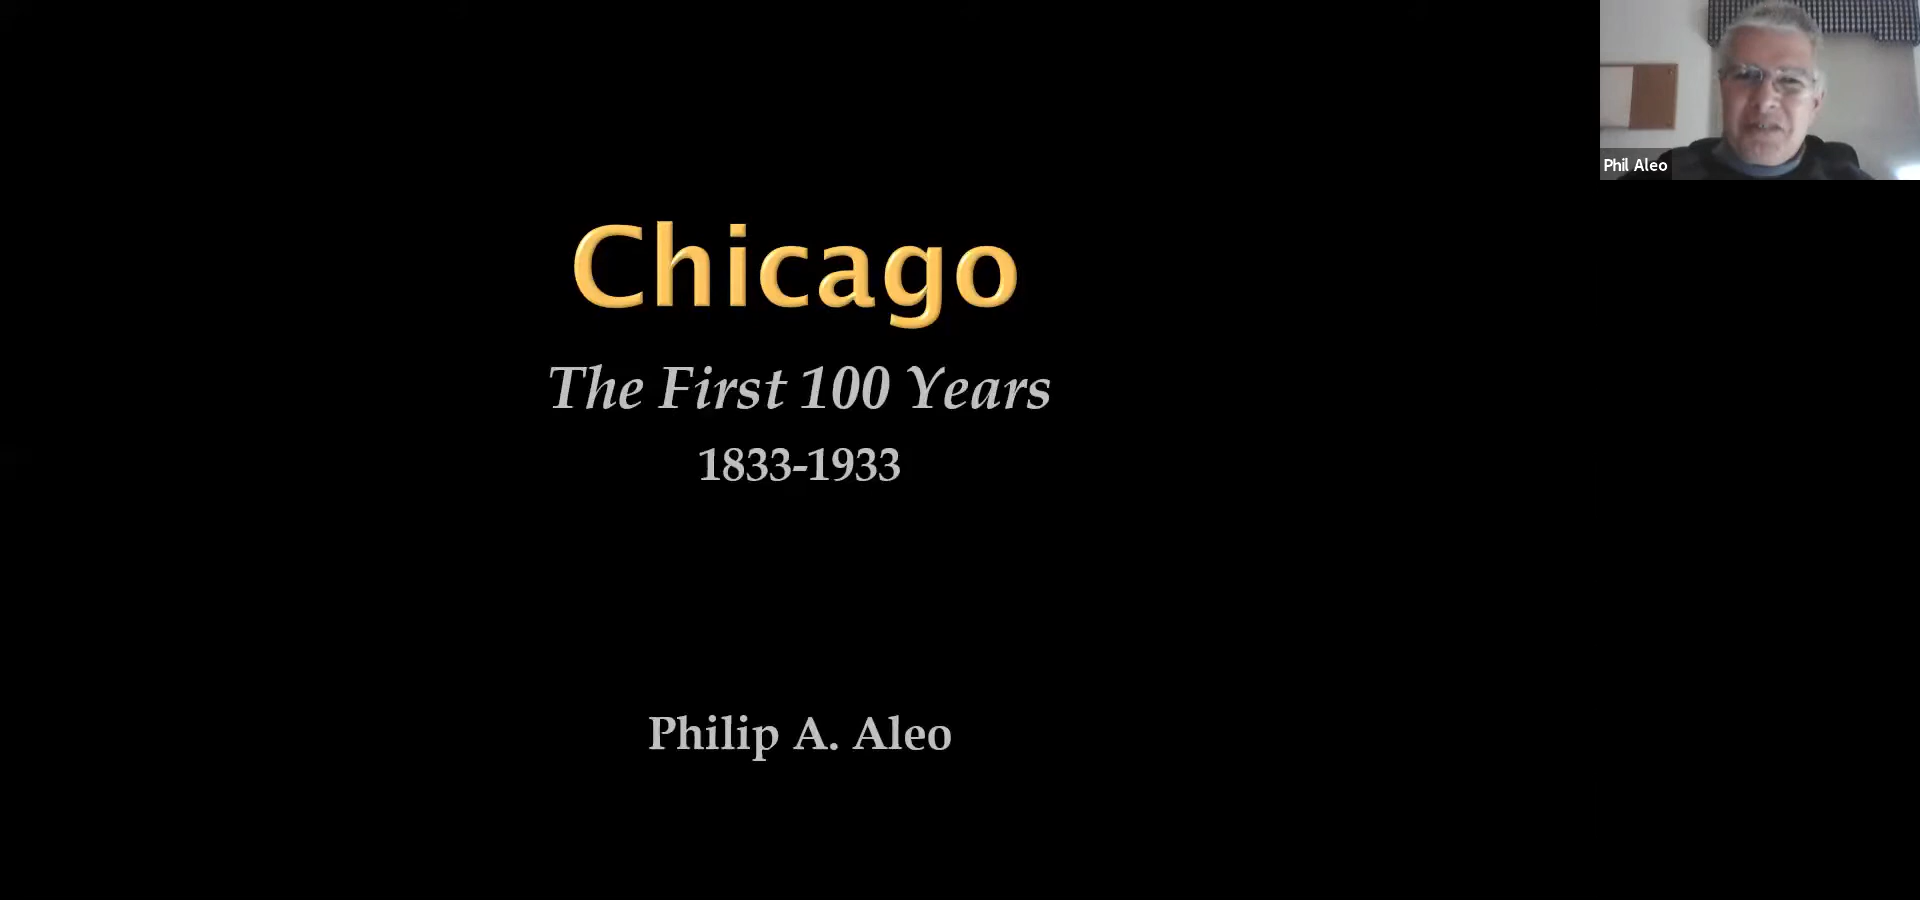 Chicago
The First 100 Years
1833-1933
Philip A. Aleo
Phil Aleo